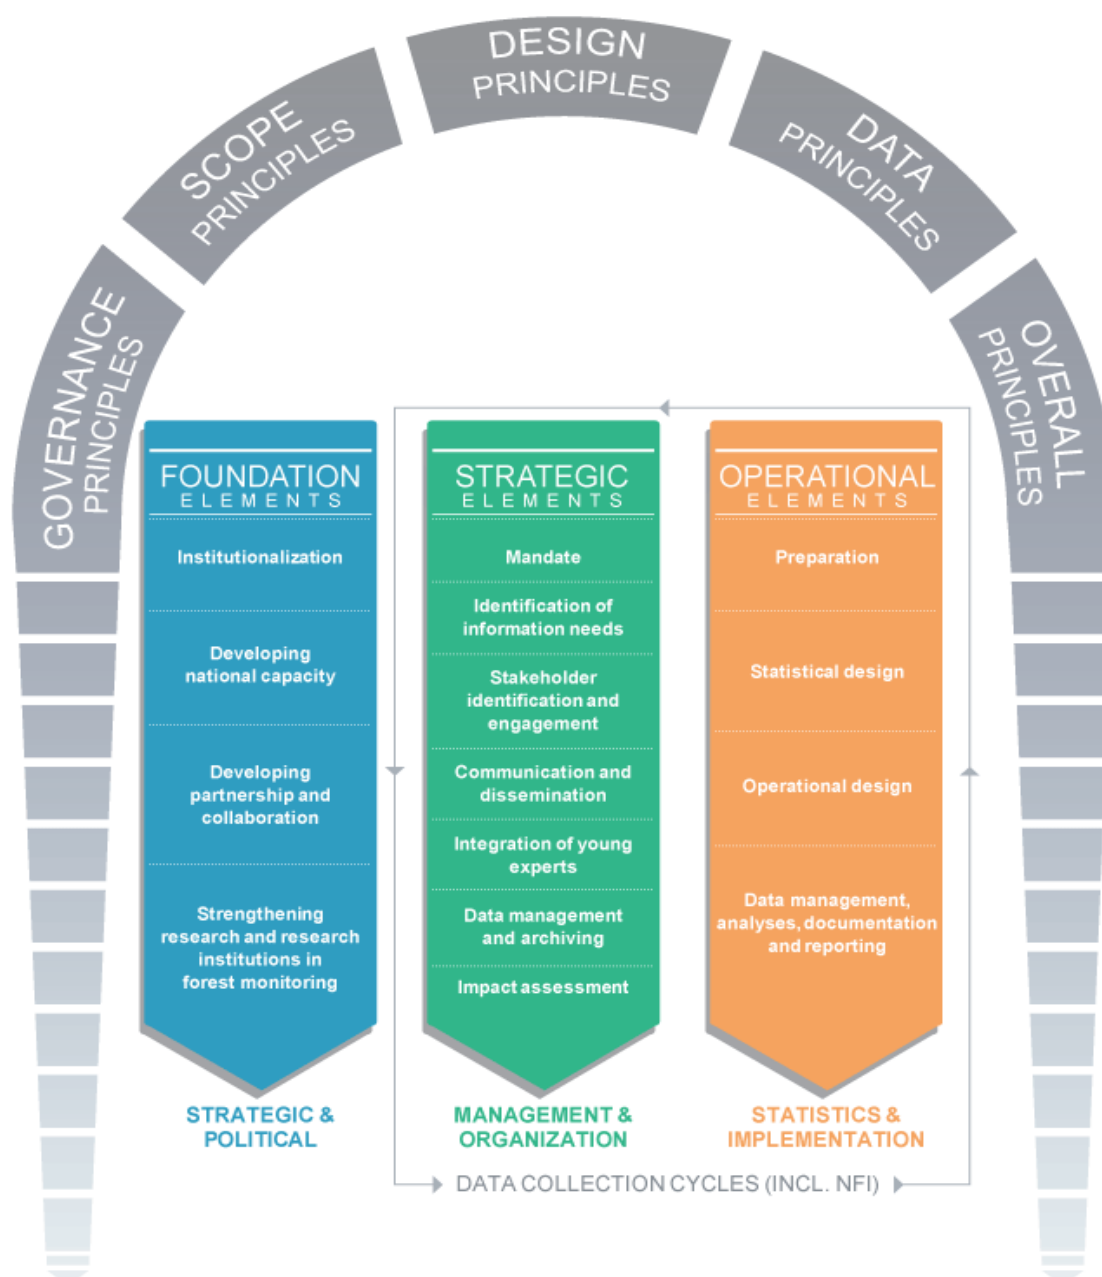 GOVERNANCE
PRINCIPLES
SCOPE
PRINCIPLES
DESIGN
PRINCIPLES
DATA
PRINCIPLES
OVERALL
PRINCIPLES
FOUNDATION
ELEMENTS
Institutionalization
Developing
national capacity
Developing
partnership and
collaboration
Strengthening
research and research
institutions in
forest monitoring
STRATEGIC &
POLITICAL
STRATEGIC
ELEMENTS
Mandate
Identification of
information needs
Stakeholder
identification and
engagement
Communication and
dissemination
Integration of young
experts
Data management
and archiving
Impact assessment
MANAGEMENT &
ORGANIZATION
OPERATIONAL
ELEMENTS
Preparation
Statistical design
Operational design
Data management,
analyses, documentation
and reporting
STATISTICS &
IMPLEMENTATION
DATA COLLECTION CYCLES (INCL. NFI)